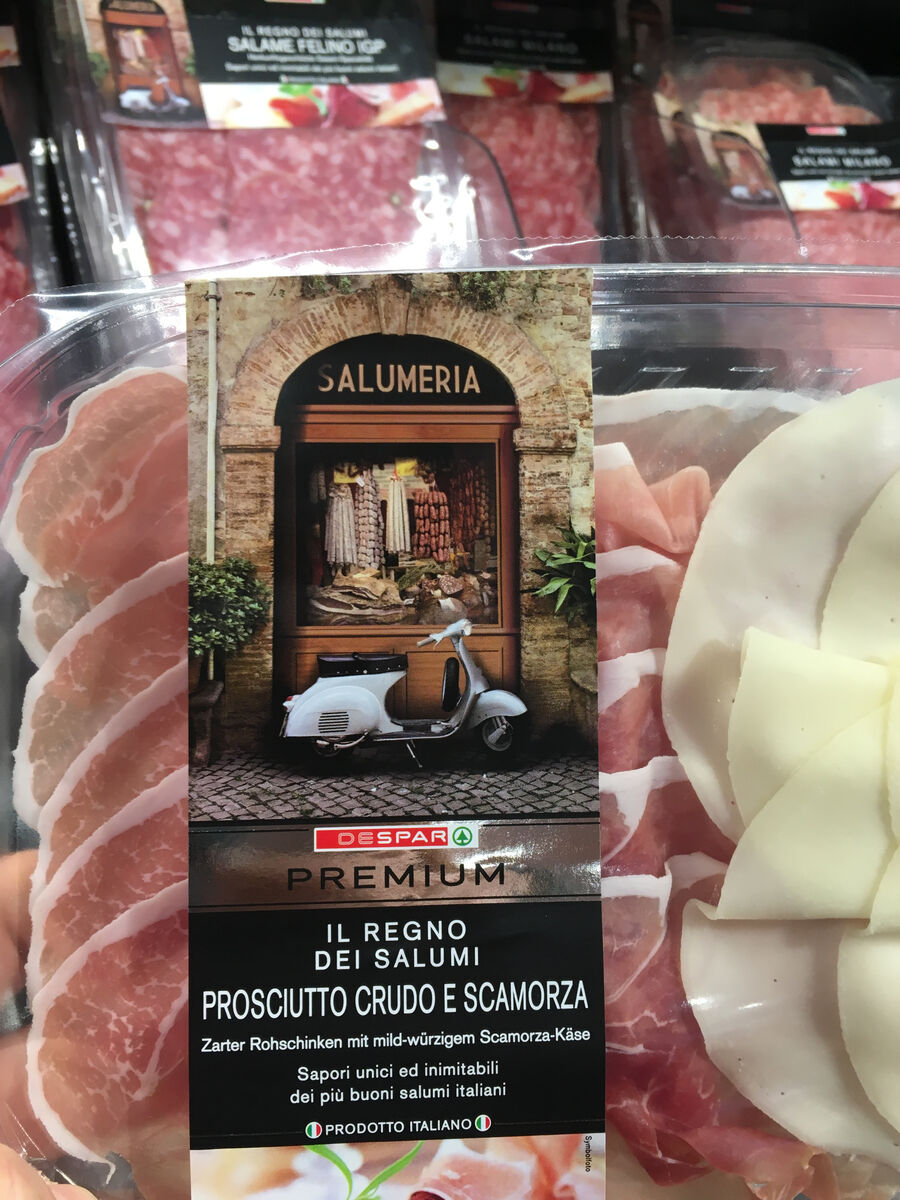 IL REGNO DEI SALUMI
SALAME FELINO IGP
SALAMI MILANO
IL REGNO DEI SALUMI
SALAMI MILANO
SALUMERIA
DESPAR
PREMIUM
IL REGNO
DEI SALUMI
PROSCIUTTO CRUDO E SCAMORZA
Zarter Rohschinken mit mild-würzigem Scamorza-Käse
Sapori unici ed inimitabili
dei più buoni salumi italiani
PRODOTTO ITALIANO
Symbolfoto